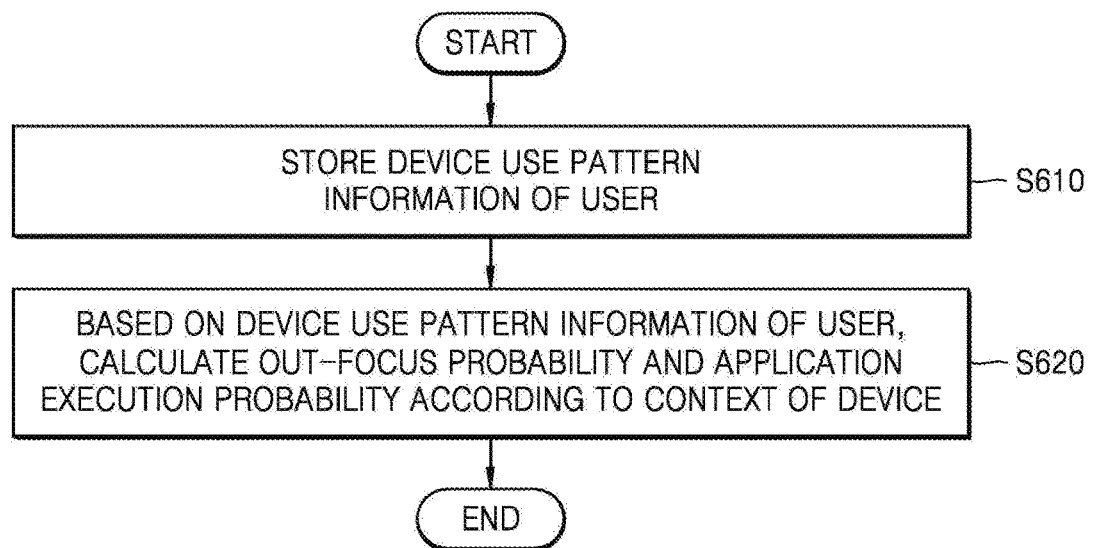 START
STORE DEVICE USE PATTERN
INFORMATION OF USER
S610
BASED ON DEVICE USE PATTERN INFORMATION OF USER,
CALCULATE OUT-FOCUS PROBABILITY AND APPLICATION
EXECUTION PROBABILITY ACCORDING TO CONTEXT OF DEVICE
S620
END